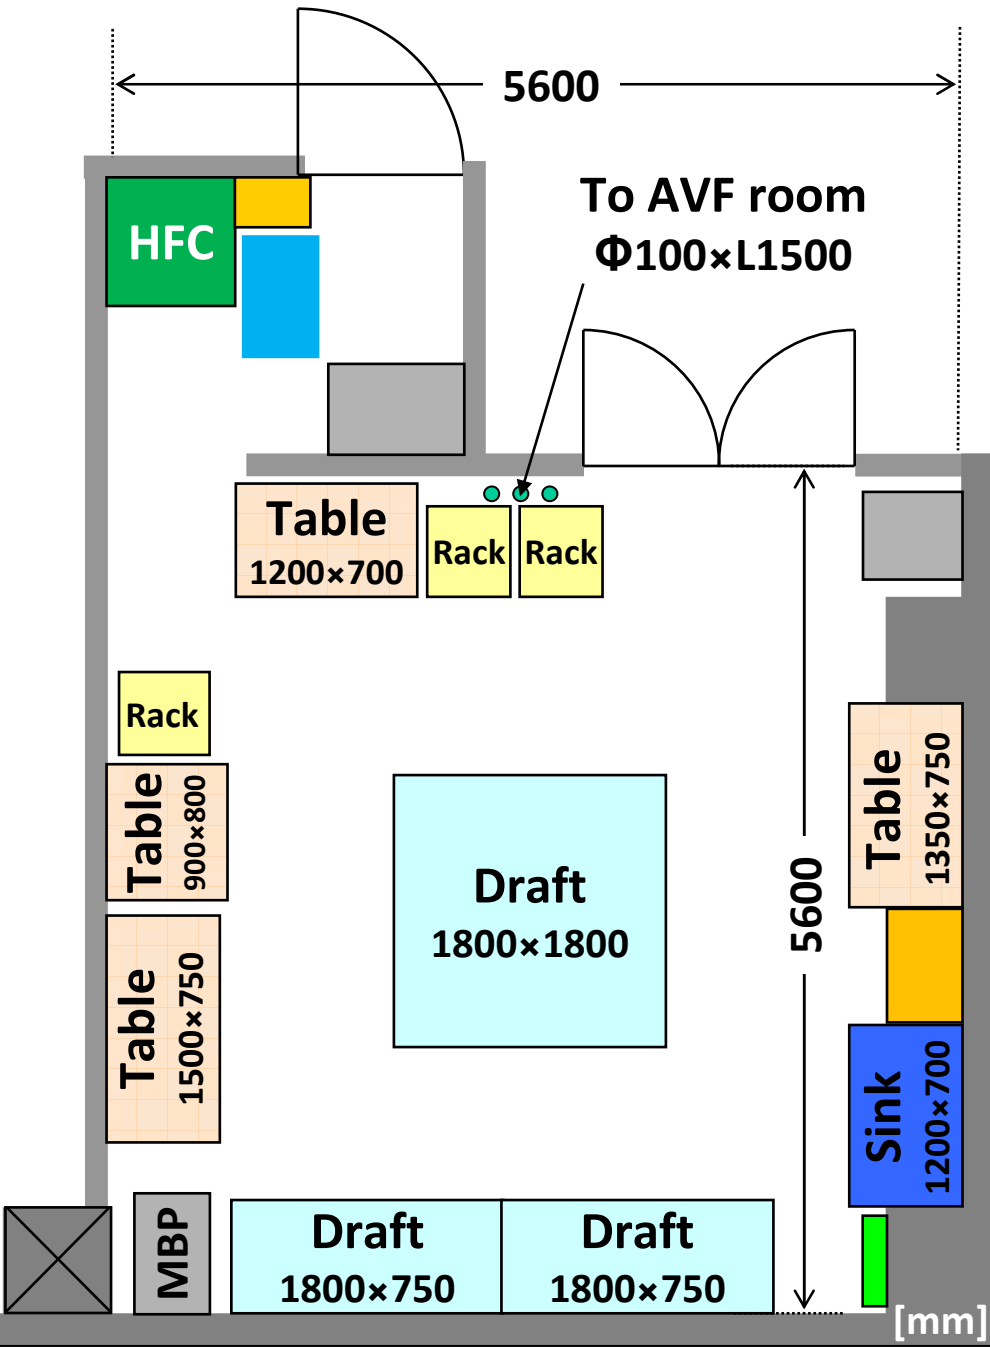 5600
To AVF room
Φ100×L1500
HFC
Table
1200×700
Rack
Rack
Rack
Table
900×800
Table
1350×750
Draft
1800×1800
5600
Table
1500×750
Sink
1200×700
MBP
Draft
1800×750
Draft
1800×750
[mm]